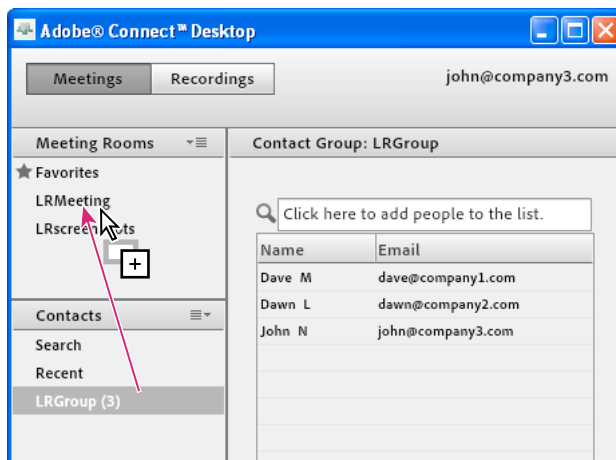 Adobe® Connect™ Desktop
Meetings Recordings john@company3.com
Meeting Rooms
Favorites
LRMeeting
Contacts
Search
Recent
LRGroup (3)
Contact Group: LRGroup
Click here to add people to the list.
Name Email
Dave M dave@company1.com
Dawn L dawn@company2.com
John N john@company3.com